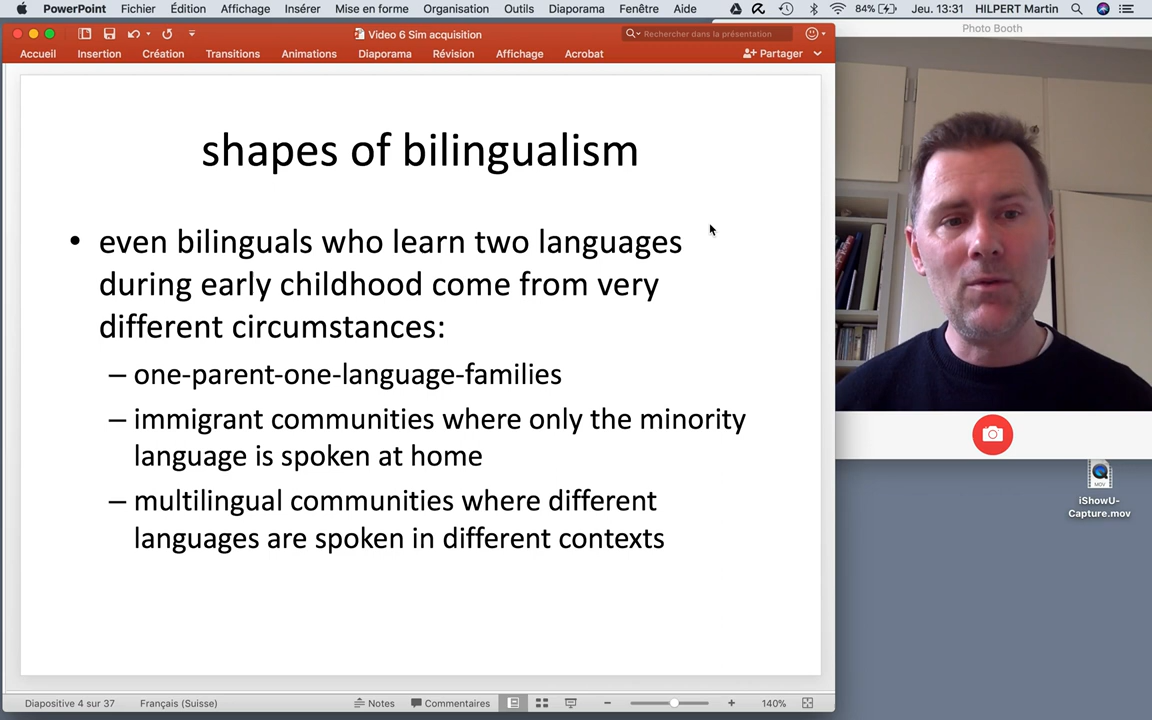 PowerPoint Fichier Édition Affichage Insérer Mise en forme Organisation Outils Diaporama Fenêtre Aide 84% Jeu. 13:31 HILPERT Martin
Video 6 Sim acquisition
Rechercher dans la présentation
Photo Booth
Accueil Insertion Création Transitions Animations Diaporama Révision Affichage Acrobat Partager
shapes of bilingualism
• even bilinguals who learn two languages
during early childhood come from very
different circumstances:
– one-parent-one-language-families
– immigrant communities where only the minority
language is spoken at home
– multilingual communities where different
languages are spoken in different contexts
MOV
iShowU-
Capture.mov
Diapositive 4 sur 37 Français (Suisse) Notes Commentaires 140%